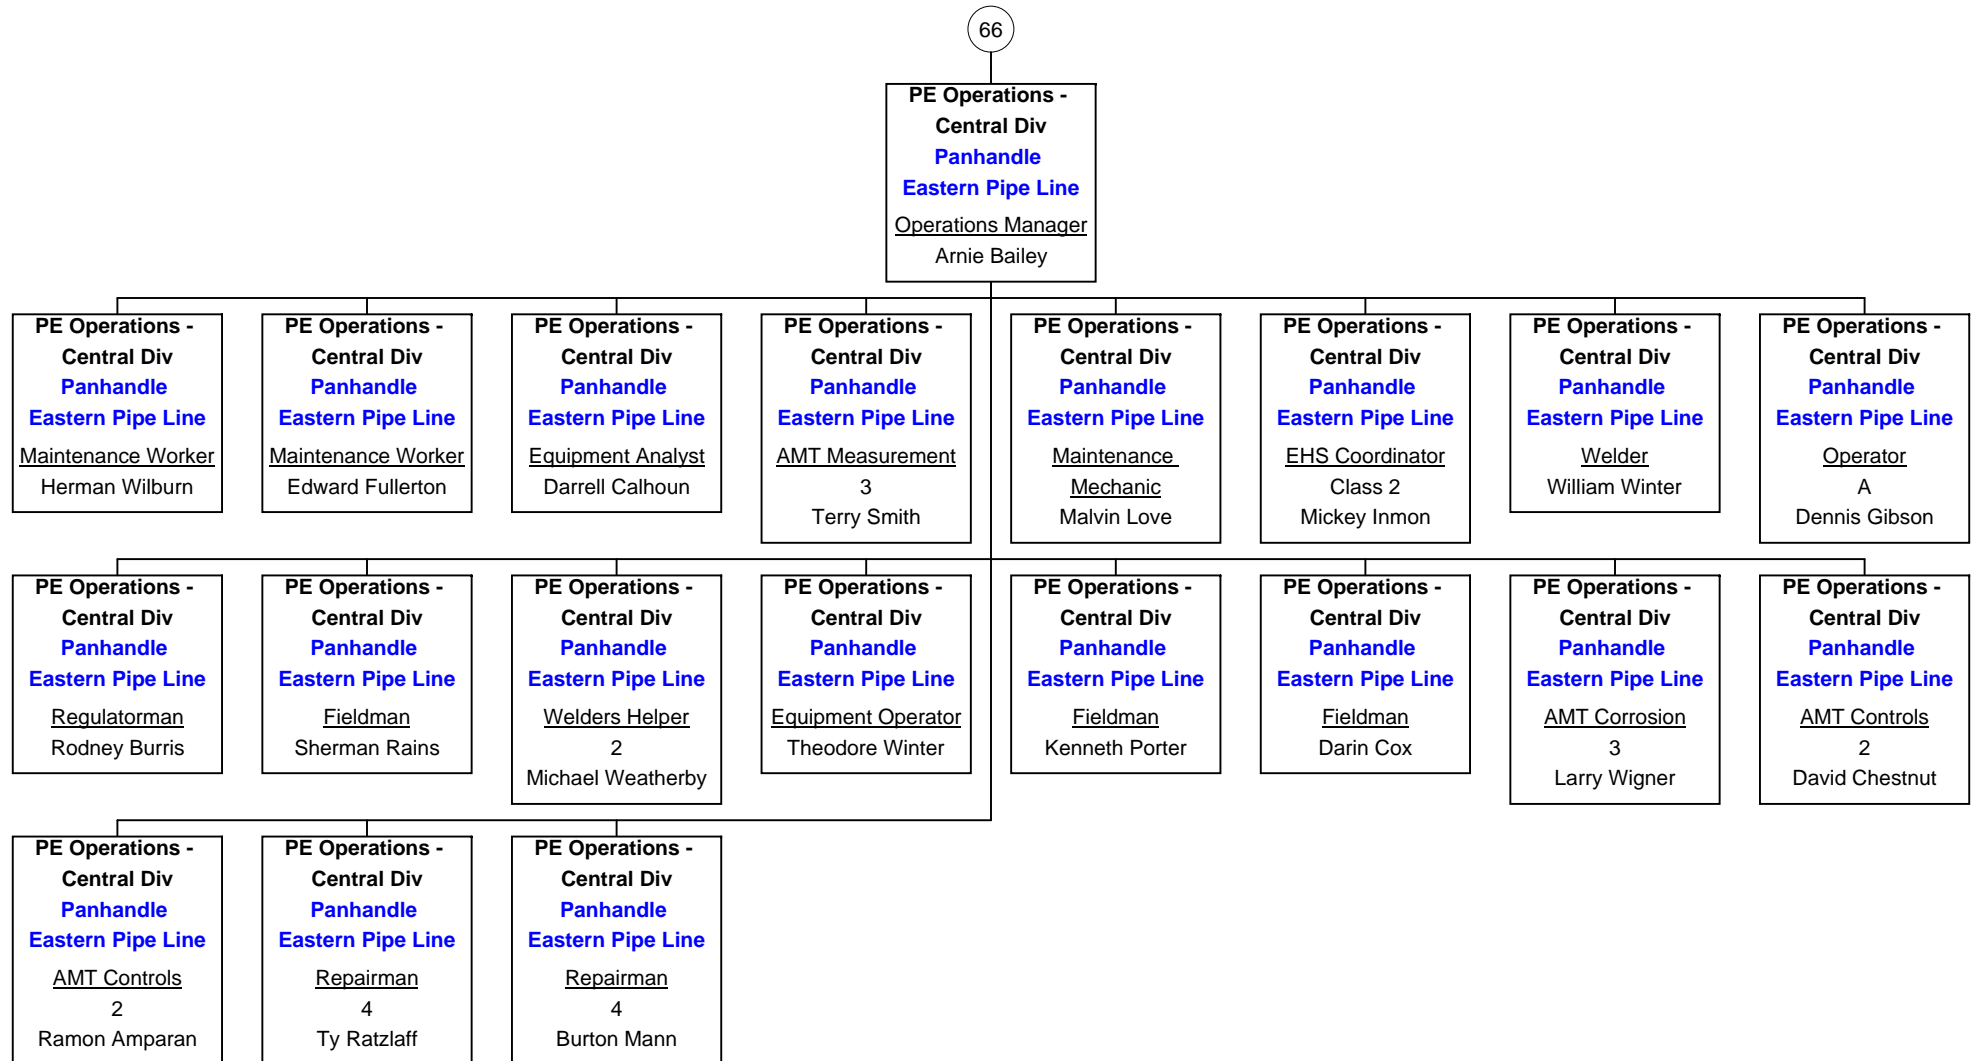 66
PE Operations -
Central Div
Panhandle
Eastern Pipe Line
Operations Manager
Arnie Bailey
PE Operations -
Central Div
Panhandle
Eastern Pipe Line
Maintenance Worker
Herman Wilburn
PE Operations -
Central Div
Panhandle
Eastern Pipe Line
Maintenance Worker
Edward Fullerton
PE Operations -
Central Div
Panhandle
Eastern Pipe Line
Equipment Analyst
Darrell Calhoun
PE Operations -
Central Div
Panhandle
Eastern Pipe Line
AMT Measurement
3
Terry Smith
PE Operations -
Central Div
Panhandle
Eastern Pipe Line
Maintenance
Mechanic
Malvin Love
PE Operations -
Central Div
Panhandle
Eastern Pipe Line
EHS Coordinator
Class 2
Mickey Inmon
PE Operations -
Central Div
Panhandle
Eastern Pipe Line
Welder
William Winter
PE Operations -
Central Div
Panhandle
Eastern Pipe Line
Operator
A
Dennis Gibson
PE Operations -
Central Div
Panhandle
Eastern Pipe Line
Regulatorman
Rodney Burris
PE Operations -
Central Div
Panhandle
Eastern Pipe Line
Fieldman
Sherman Rains
PE Operations -
Central Div
Panhandle
Eastern Pipe Line
Welders Helper
2
Michael Weatherby
PE Operations -
Central Div
Panhandle
Eastern Pipe Line
Equipment Operator
Theodore Winter
PE Operations -
Central Div
Panhandle
Eastern Pipe Line
Fieldman
Kenneth Porter
PE Operations -
Central Div
Panhandle
Eastern Pipe Line
Fieldman
Darin Cox
PE Operations -
Central Div
Panhandle
Eastern Pipe Line
AMT Corrosion
3
Larry Wigner
PE Operations -
Central Div
Panhandle
Eastern Pipe Line
AMT Controls
2
David Chestnut
PE Operations -
Central Div
Panhandle
Eastern Pipe Line
AMT Controls
2
Ramon Amparan
PE Operations -
Central Div
Panhandle
Eastern Pipe Line
Repairman
4
Ty Ratzlaff
PE Operations -
Central Div
Panhandle
Eastern Pipe Line
Repairman
4
Burton Mann